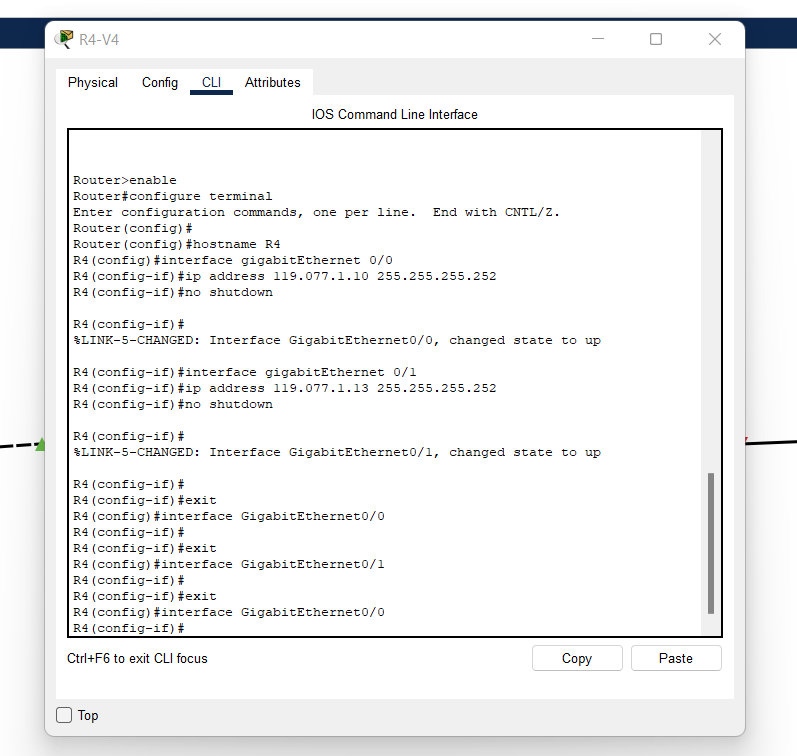 R4-V4
Physical Config CLI Attributes
IOS Command Line Interface
Router>enable
Router#configure terminal
Enter configuration commands, one per line.  End with CNTL/Z.
Router(config)#
Router(config)#hostname R4
R4(config)#interface gigabitEthernet 0/0
R4(config-if)#ip address 119.077.1.10 255.255.255.252
R4(config-if)#no shutdown
R4(config-if)#
%LINK-5-CHANGED: Interface GigabitEthernet0/0, changed state to up
R4(config-if)#interface gigabitEthernet 0/1
R4(config-if)#ip address 119.077.1.13 255.255.255.252
R4(config-if)#no shutdown
R4(config-if)#
%LINK-5-CHANGED: Interface GigabitEthernet0/1, changed state to up
R4(config-if)#
R4(config-if)#exit
R4(config)#interface GigabitEthernet0/0
R4(config-if)#
R4(config-if)#exit
R4(config)#interface GigabitEthernet0/1
R4(config-if)#
R4(config-if)#exit
R4(config)#interface GigabitEthernet0/0
R4(config-if)#
Ctrl+F6 to exit CLI focus Copy Paste
Top